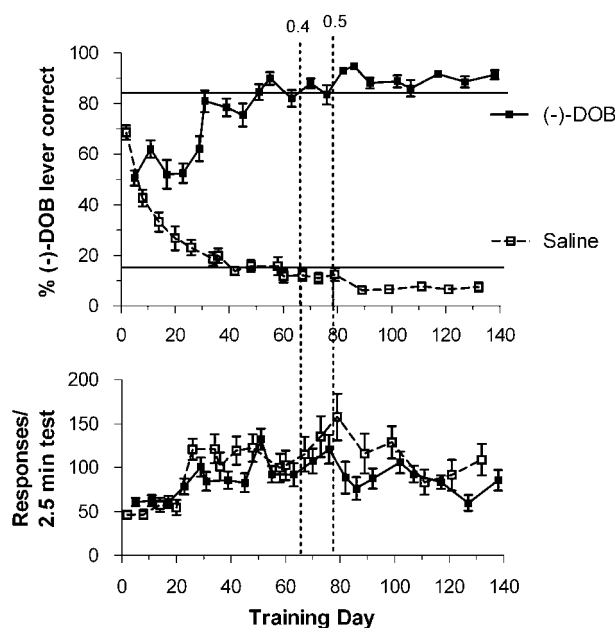 0.4
0.5
% (-)-DOB lever correct
100
80
60
40
20
0
0 20 40 60 80 100 120 140
(-)-DOB
Saline
Responses/
2.5 min test
200
150
100
50
0
0 20 40 60 80 100 120 140
Training Day